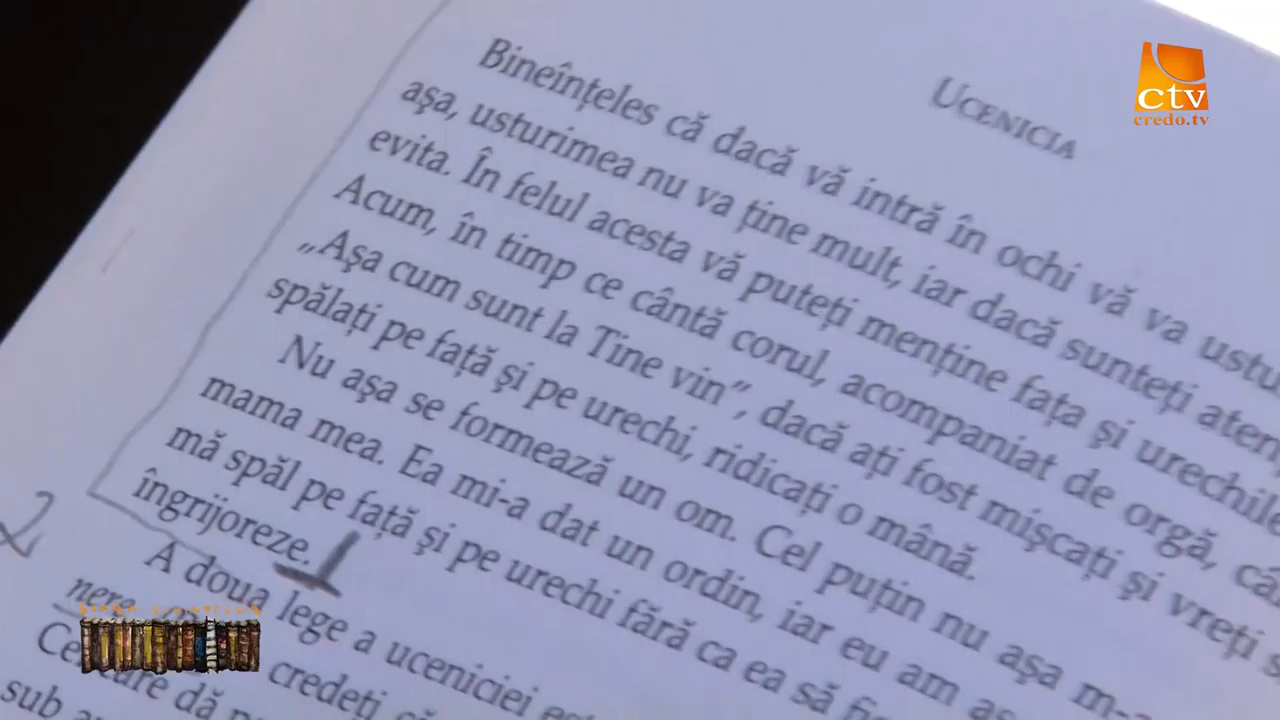 UCENICIA
Bineînțeles că dacă vă intră în ochi vă va
așa, usturimea nu va ține mult, iar dacă sunteți
evita. În felul acesta vă puteți menține fața și urechile
Acum, în timp ce cântă corul, acompaniat de orgă,
„Așa cum sunt la Tine vin”, dacă ați fost mișcați și vreți
spălați pe față și pe urechi, ridicați o mână.
Nu așa se formează un om. Cel puțin nu așa
mama mea. Ea mi-a dat un ordin, iar eu am
mă spăl pe față și pe urechi fără ca ea să
îngrijoreze.
A doua lege a uceniciei
credeți
care dă
sub
2
ctv
credo.tv